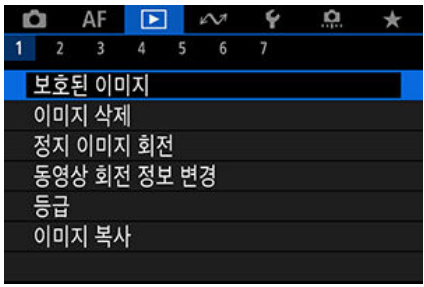 AF
1 2 3 4 5 6 7
보호된 이미지
이미지 삭제
정지 이미지 회전
동영상 회전 정보 변경
등급
이미지 복사